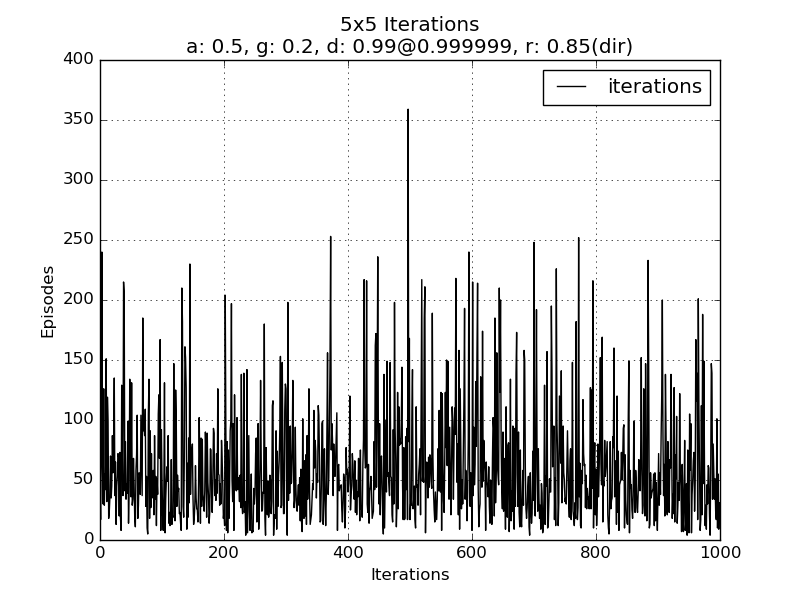 5x5 Iterations
a: 0.5, g: 0.2, d: 0.99@0.999999, r: 0.85(dir)
400
350
300
250
200
150
100
50
0
Episodes
iterations
0 200 400 600 800 1000
Iterations